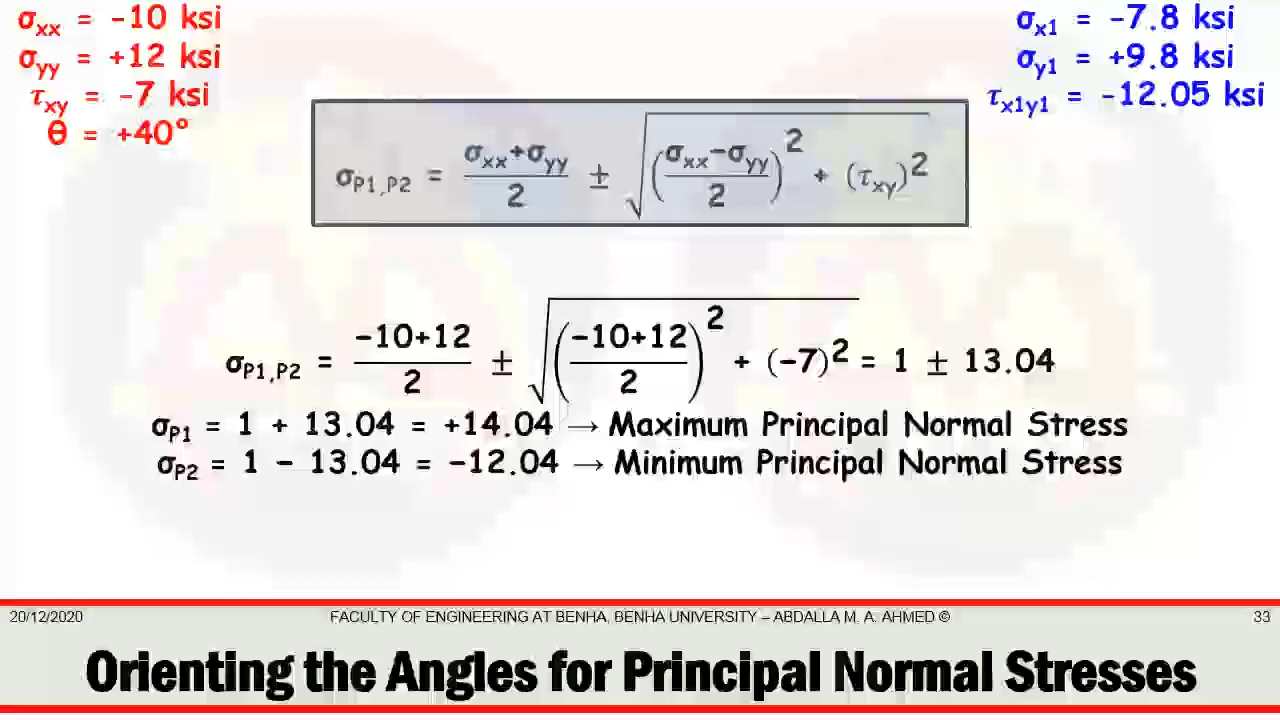 σxx = -10 ksi
σyy = +12 ksi
τxy = -7 ksi
θ = +40°
σx1 = -7.8 ksi
σy1 = +9.8 ksi
τx1y1 = -12.05 ksi
σP1,P2 = (σxx+σyy)/2 ± √(((σxx-σyy)/2)² + (τxy)²)
σP1,P2 = (-10+12)/2 ± √(((-10+12)/2)² + (-7)²) = 1 ± 13.04
σP1 = 1 + 13.04 = +14.04 → Maximum Principal Normal Stress
σP2 = 1 - 13.04 = -12.04 → Minimum Principal Normal Stress
20/12/2020 FACULTY OF ENGINEERING AT BENHA, BENHA UNIVERSITY – ABDALLA M. A. AHMED © 33
Orienting the Angles for Principal Normal Stresses